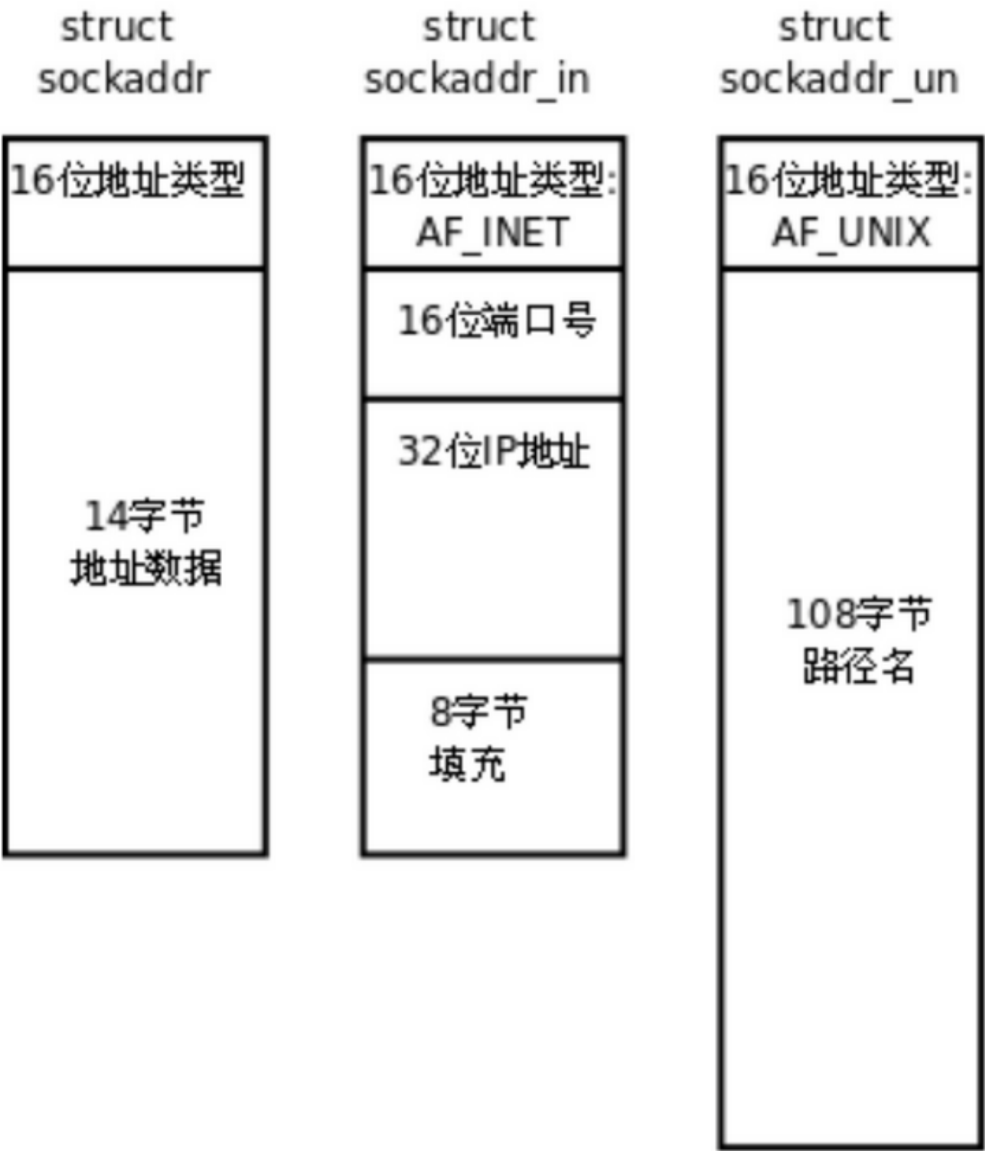 struct
sockaddr
16位地址类型
14字节
地址数据
struct
sockaddr_in
16位地址类型:
AF_INET
16位端口号
32位IP地址
8字节
填充
struct
sockaddr_un
16位地址类型:
AF_UNIX
108字节
路径名